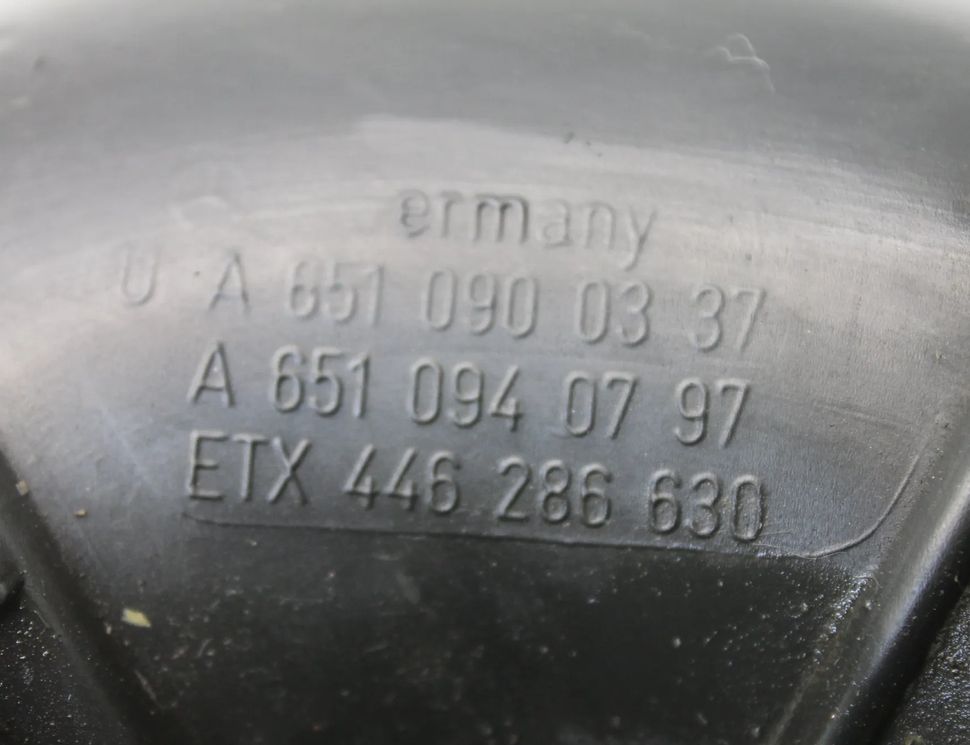 ermany
U A 651 090 03 37
A 651 094 07 97
ETX 446 286 630